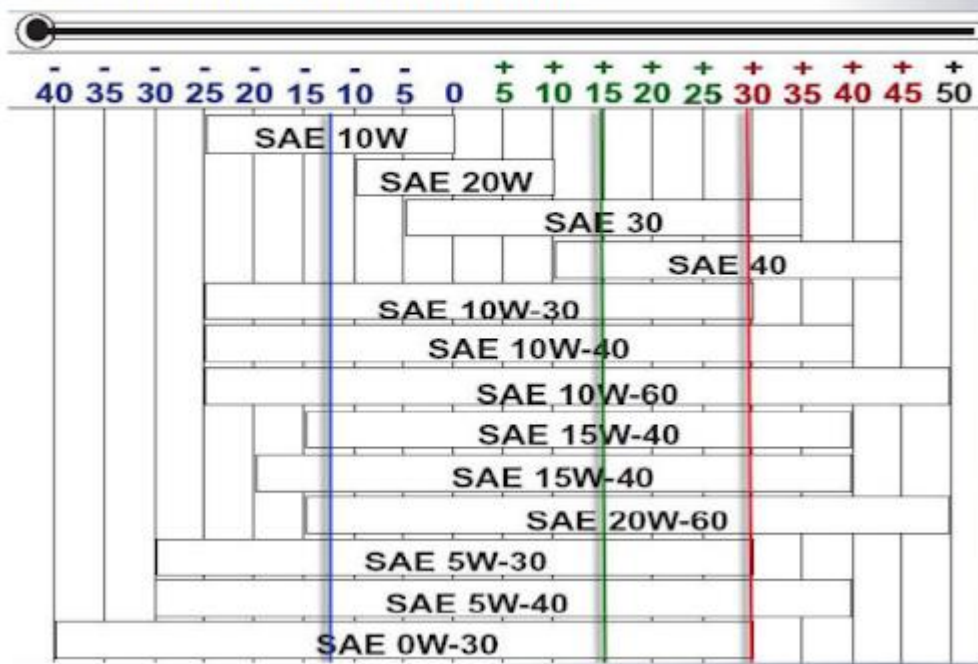 - - - - - - - - + + + + + + + + + +
40 35 30 25 20 15 10 5 0 5 10 15 20 25 30 35 40 45 50
SAE 10W
SAE 20W
SAE 30
SAE 40
SAE 10W-30
SAE 10W-40
SAE 10W-60
SAE 15W-40
SAE 15W-40
SAE 20W-60
SAE 5W-30
SAE 5W-40
SAE 0W-30